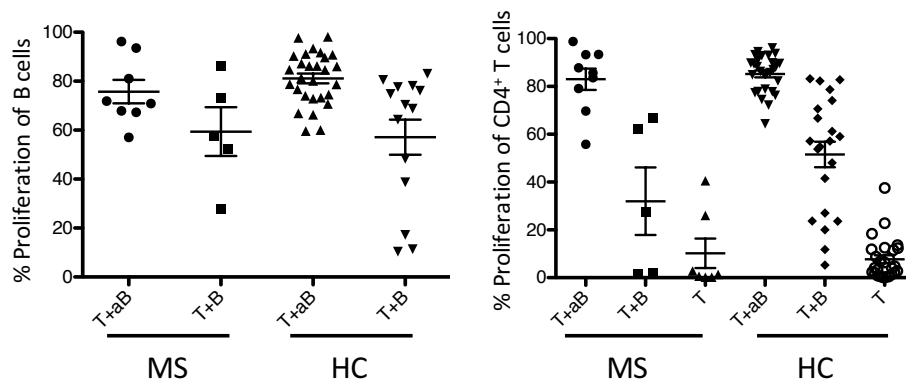 % Proliferation of B cells
100
80
60
40
20
0
T+aB
T+B
T+aB
T+B
MS
HC
% Proliferation of CD4⁺ T cells
100
80
60
40
20
0
T+aB
T+B
T
T+aB
T+B
T
MS
HC